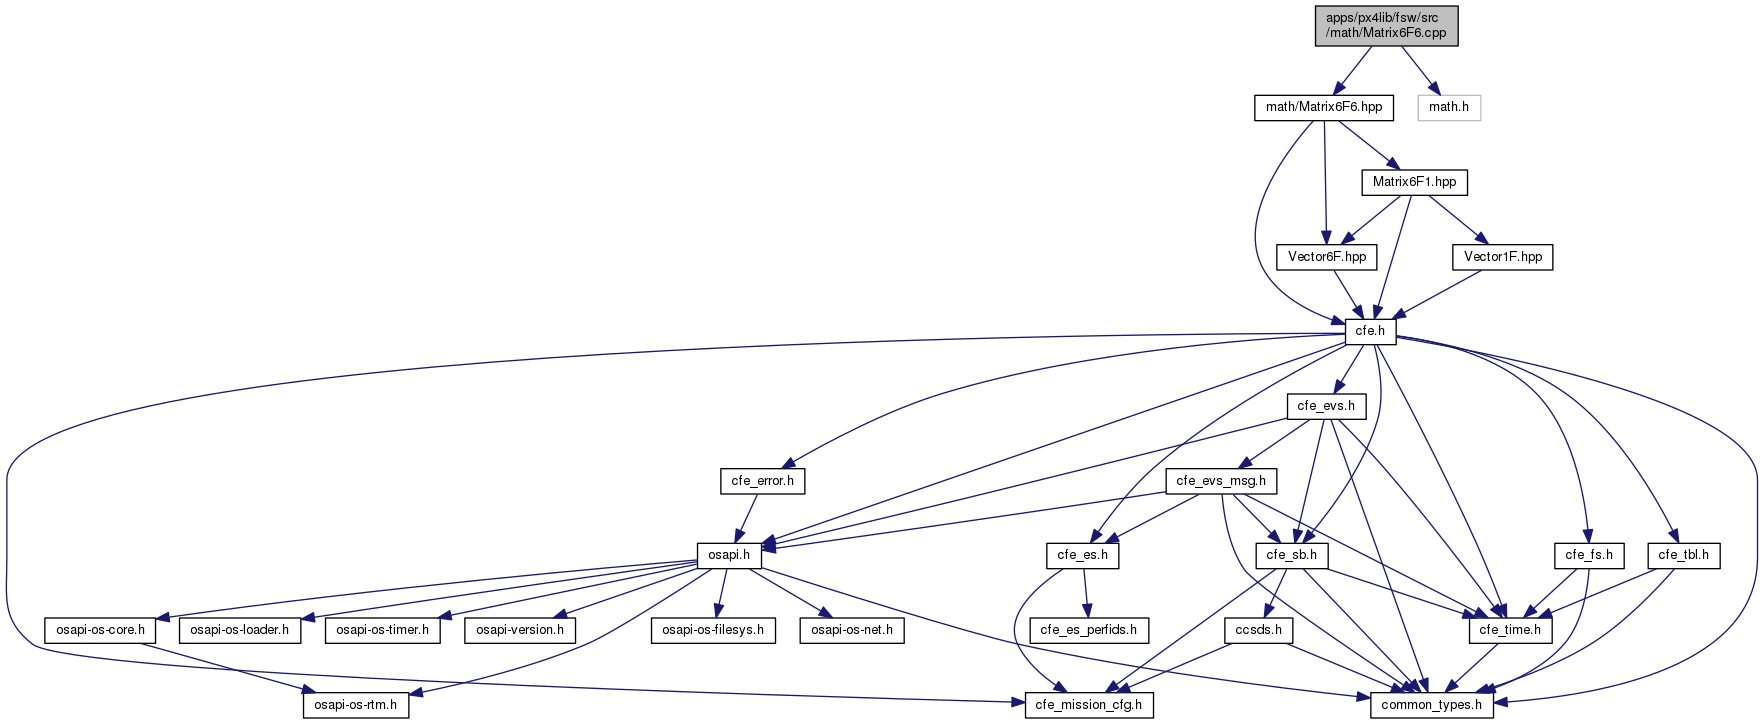 apps/px4lib/fsw/src
/math/Matrix6F6.cpp
math/Matrix6F6.hpp
math.h
Matrix6F1.hpp
Vector6F.hpp
Vector1F.hpp
cfe.h
cfe_evs.h
cfe_error.h
cfe_evs_msg.h
osapi.h
cfe_es.h
cfe_sb.h
cfe_fs.h
cfe_tbl.h
osapi-os-core.h
osapi-os-loader.h
osapi-os-timer.h
osapi-version.h
osapi-os-filesys.h
osapi-os-net.h
cfe_es_perfids.h
ccsds.h
cfe_time.h
osapi-os-rtm.h
cfe_mission_cfg.h
common_types.h